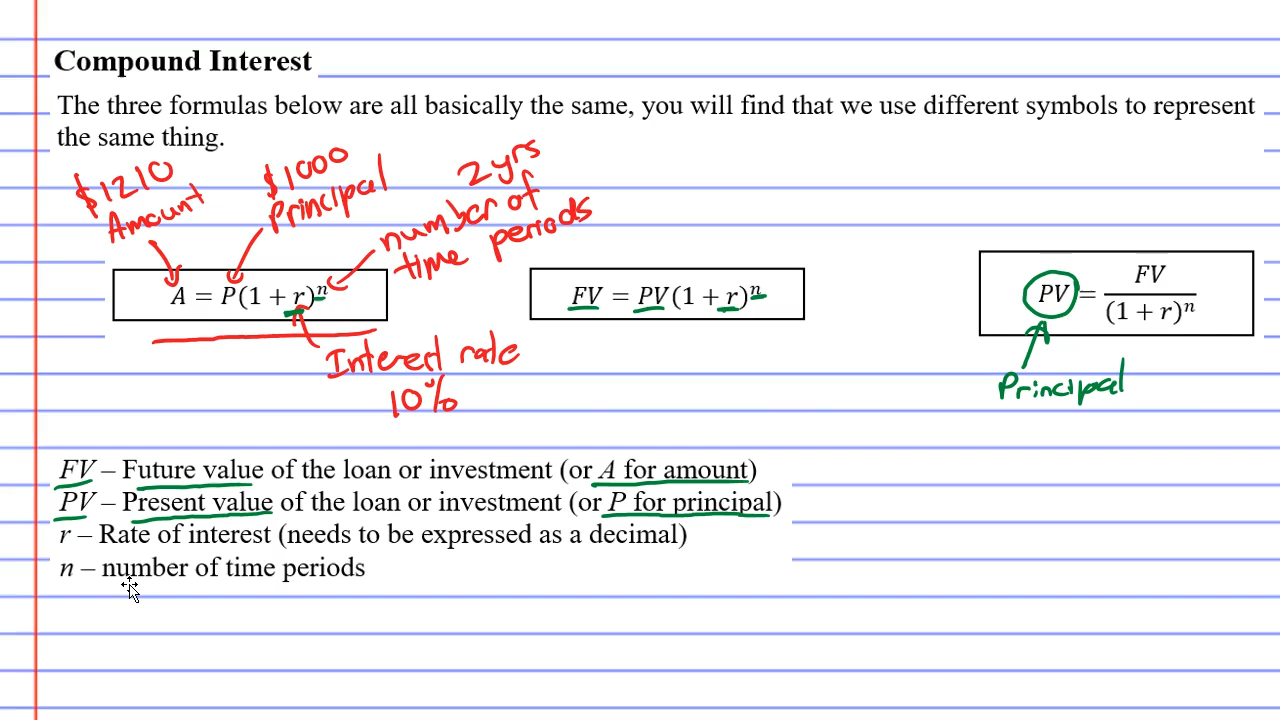 Compound Interest
The three formulas below are all basically the same, you will find that we use different symbols to represent
the same thing.
$1210
Amount
$1000
Principal
2 yrs
number of
time periods
A = P(1 + r)ⁿ
FV = PV(1 + r)ⁿ
PV = FV / (1 + r)ⁿ
Interest rate
10%
Principal
FV – Future value of the loan or investment (or A for amount)
PV – Present value of the loan or investment (or P for principal)
r – Rate of interest (needs to be expressed as a decimal)
n – number of time periods